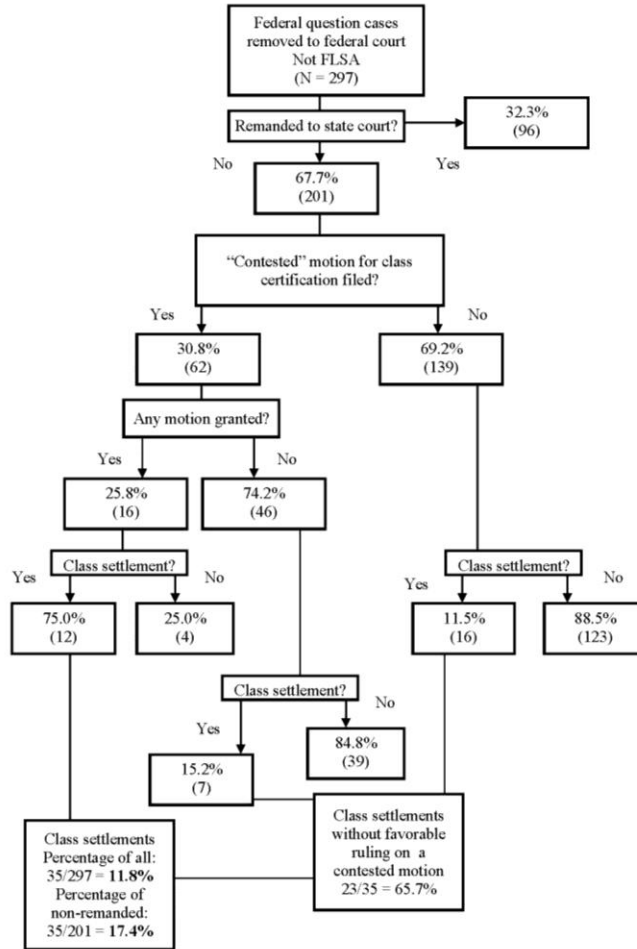 Federal question cases
removed to federal court
Not FLSA
(N = 297)
Remanded to state court?
32.3%
(96)
No
Yes
67.7%
(201)
“Contested” motion for class
certification filed?
Yes
No
30.8%
(62)
69.2%
(139)
Any motion granted?
Yes
No
25.8%
(16)
74.2%
(46)
Class settlement?
Yes
No
Class settlement?
Yes
No
75.0%
(12)
25.0%
(4)
11.5%
(16)
88.5%
(123)
Class settlement?
Yes
No
15.2%
(7)
84.8%
(39)
Class settlements
Percentage of all:
35/297 = 11.8%
Percentage of
non-remanded:
35/201 = 17.4%
Class settlements
without favorable
ruling on a
contested motion
23/35 = 65.7%